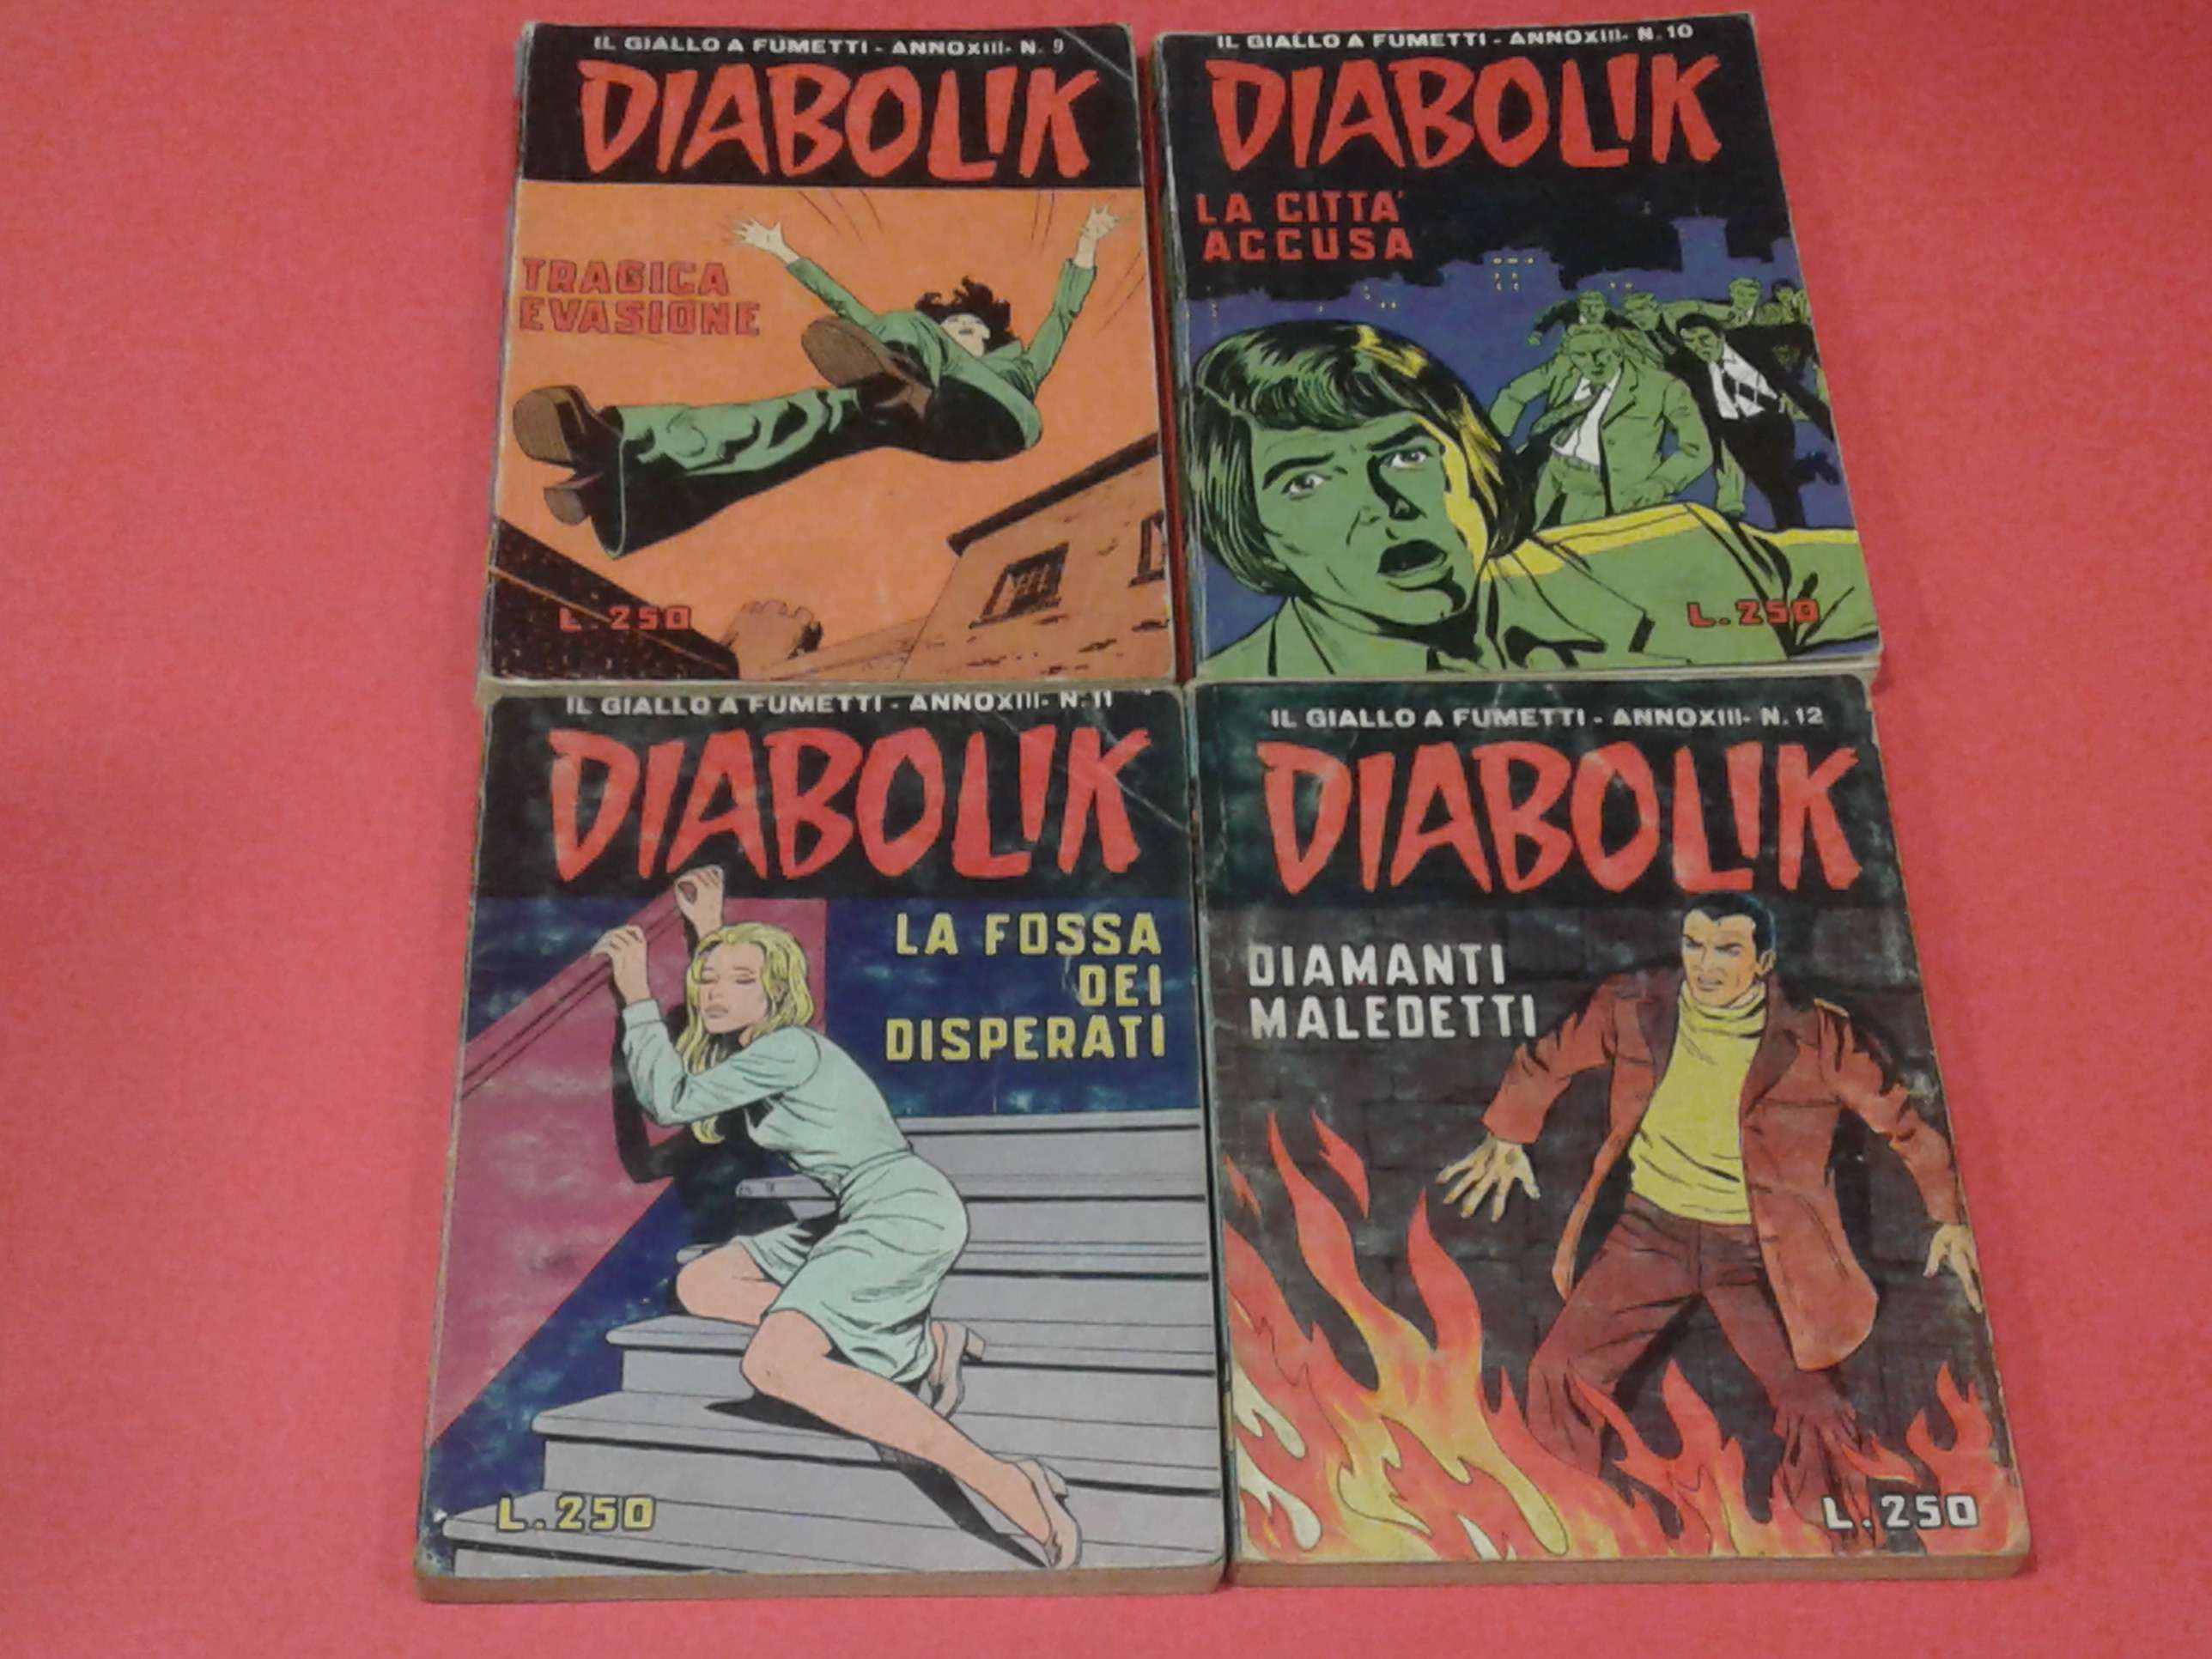 IL GIALLO A FUMETTI - ANNOXIII- N. 9
DIABOLIK
TRAGICA
EVASIONE
L. 250
IL GIALLO A FUMETTI - ANNOXIII- N. 10
DIABOLIK
LA CITTA'
ACCUSA
L. 250
IL GIALLO A FUMETTI - ANNOXIII- N. 11
DIABOLIK
LA FOSSA
DEI
DISPERATI
L. 250
IL GIALLO A FUMETTI - ANNOXIII- N. 12
DIABOLIK
DIAMANTI
MALEDETTI
L. 250